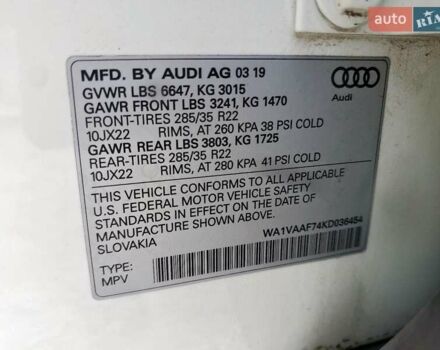 auto RIA
MFD. BY AUDI AG 03 19
GVWR LBS 6647, KG 3015
GAWR FRONT LBS 3241, KG 1470
FRONT-TIRES 285/35 R22
10JX22 RIMS, AT 260 KPA 38 PSI COLD
GAWR REAR LBS 3803, KG 1725
REAR-TIRES 285/35 R22
10JX22 RIMS, AT 280 KPA 41 PSI COLD
Audi
THIS VEHICLE CONFORMS TO ALL APPLICABLE
U.S. FEDERAL MOTOR VEHICLE SAFETY
STANDARDS IN EFFECT ON THE DATE OF
MANUFACTURE SHOWN ABOVE.
SLOVAKIA
WA1VAAF74KD036454
TYPE:
MPV